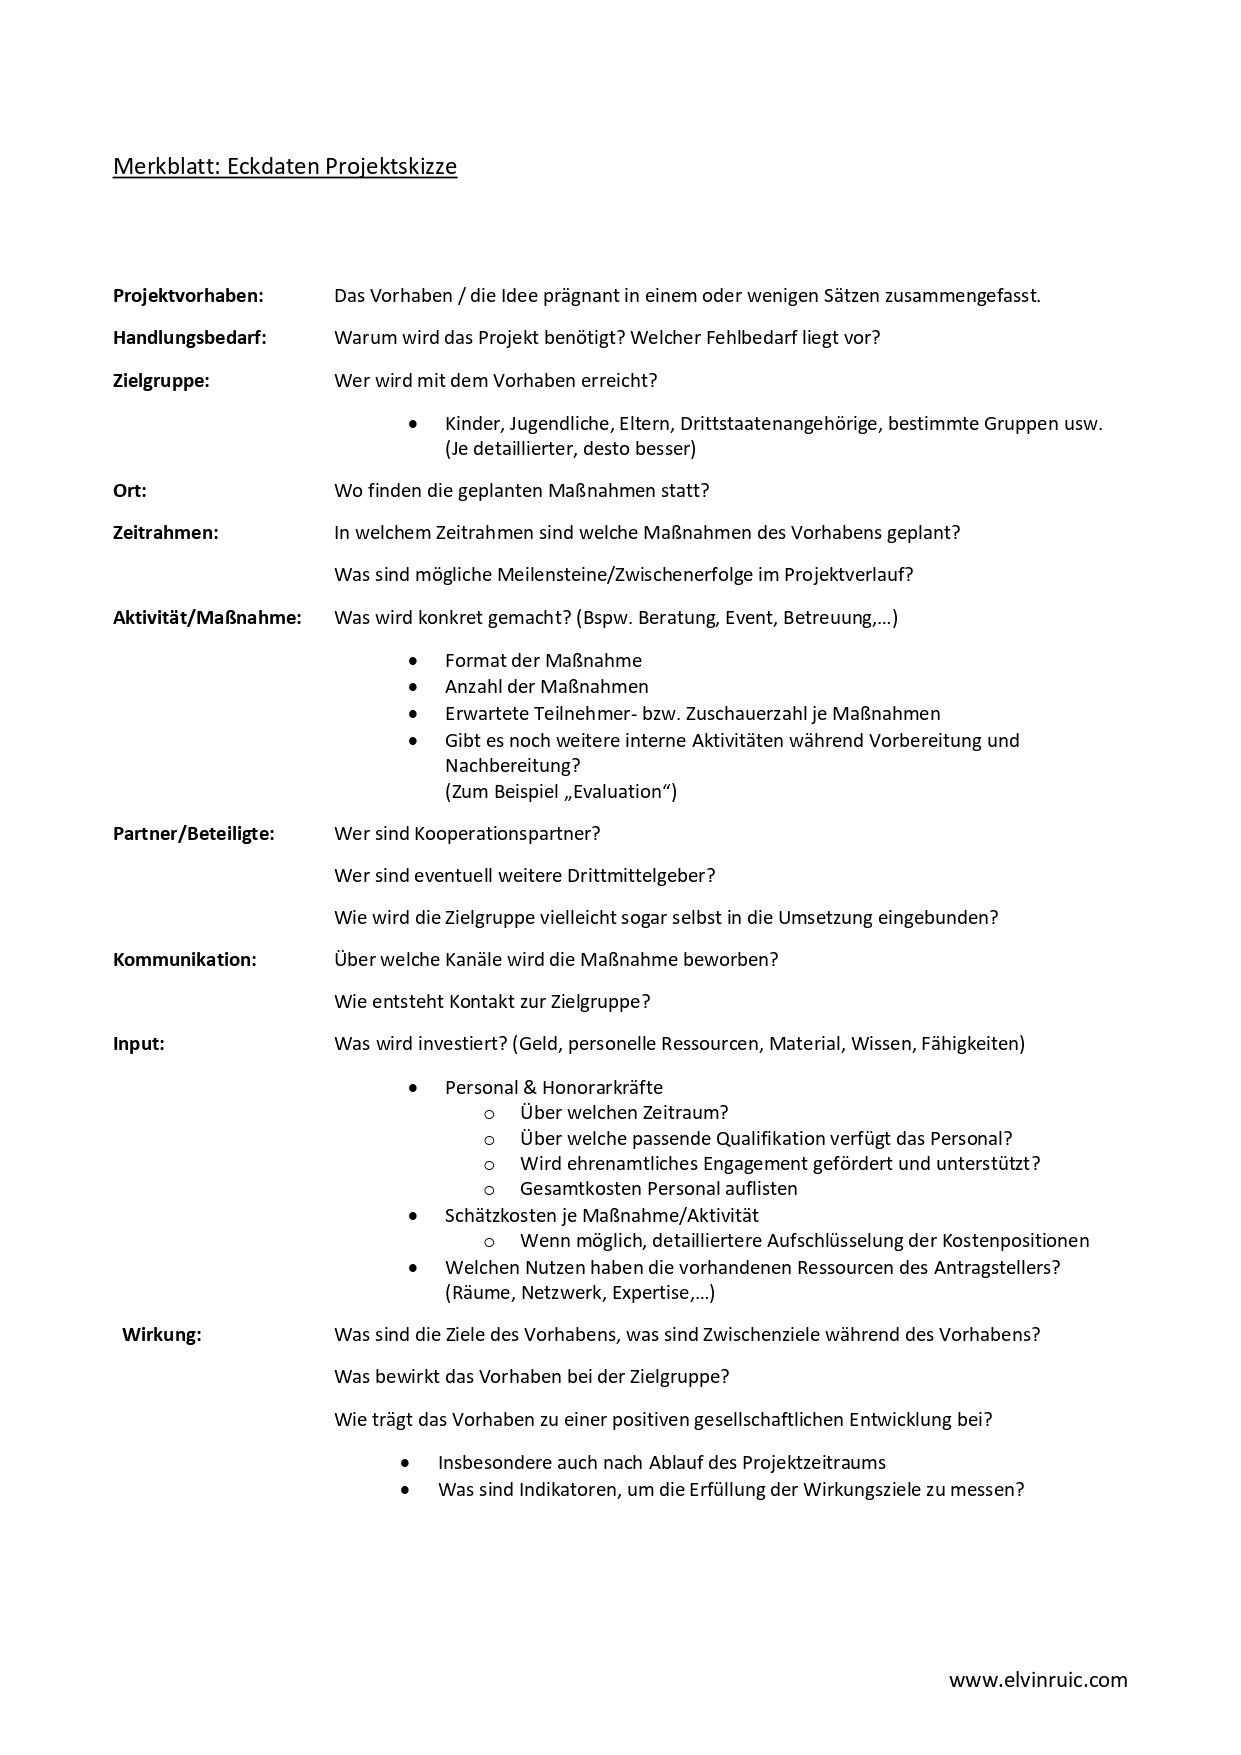 Merkblatt: Eckdaten Projektskizze
Projektvorhaben: Das Vorhaben / die Idee prägnant in einem oder wenigen Sätzen zusammengefasst.
Handlungsbedarf: Warum wird das Projekt benötigt? Welcher Fehlbedarf liegt vor?
Zielgruppe: Wer wird mit dem Vorhaben erreicht?
• Kinder, Jugendliche, Eltern, Drittstaatenangehörige, bestimmte Gruppen usw.
(Je detaillierter, desto besser)
Ort: Wo finden die geplanten Maßnahmen statt?
Zeitrahmen: In welchem Zeitrahmen sind welche Maßnahmen des Vorhabens geplant?
Was sind mögliche Meilensteine/Zwischenerfolge im Projektverlauf?
Aktivität/Maßnahme: Was wird konkret gemacht? (Bspw. Beratung, Event, Betreuung,...)
• Format der Maßnahme
• Anzahl der Maßnahmen
• Erwartete Teilnehmer- bzw. Zuschauerzahl je Maßnahmen
• Gibt es noch weitere interne Aktivitäten während Vorbereitung und
Nachbereitung?
(Zum Beispiel „Evaluation“)
Partner/Beteiligte: Wer sind Kooperationspartner?
Wer sind eventuell weitere Drittmittelgeber?
Wie wird die Zielgruppe vielleicht sogar selbst in die Umsetzung eingebunden?
Kommunikation: Über welche Kanäle wird die Maßnahme beworben?
Wie entsteht Kontakt zur Zielgruppe?
Input: Was wird investiert? (Geld, personelle Ressourcen, Material, Wissen, Fähigkeiten)
• Personal & Honorarkräfte
o Über welchen Zeitraum?
o Über welche passende Qualifikation verfügt das Personal?
o Wird ehrenamtliches Engagement gefördert und unterstützt?
o Gesamtkosten Personal auflisten
• Schätzkosten je Maßnahme/Aktivität
o Wenn möglich, detailliertere Aufschlüsselung der Kostenpositionen
• Welchen Nutzen haben die vorhandenen Ressourcen des Antragstellers?
(Räume, Netzwerk, Expertise,...)
Wirkung: Was sind die Ziele des Vorhabens, was sind Zwischenziele während des Vorhabens?
Was bewirkt das Vorhaben bei der Zielgruppe?
Wie trägt das Vorhaben zu einer positiven gesellschaftlichen Entwicklung bei?
• Insbesondere auch nach Ablauf des Projektzeitraums
• Was sind Indikatoren, um die Erfüllung der Wirkungsziele zu messen?
www.elvinruic.com